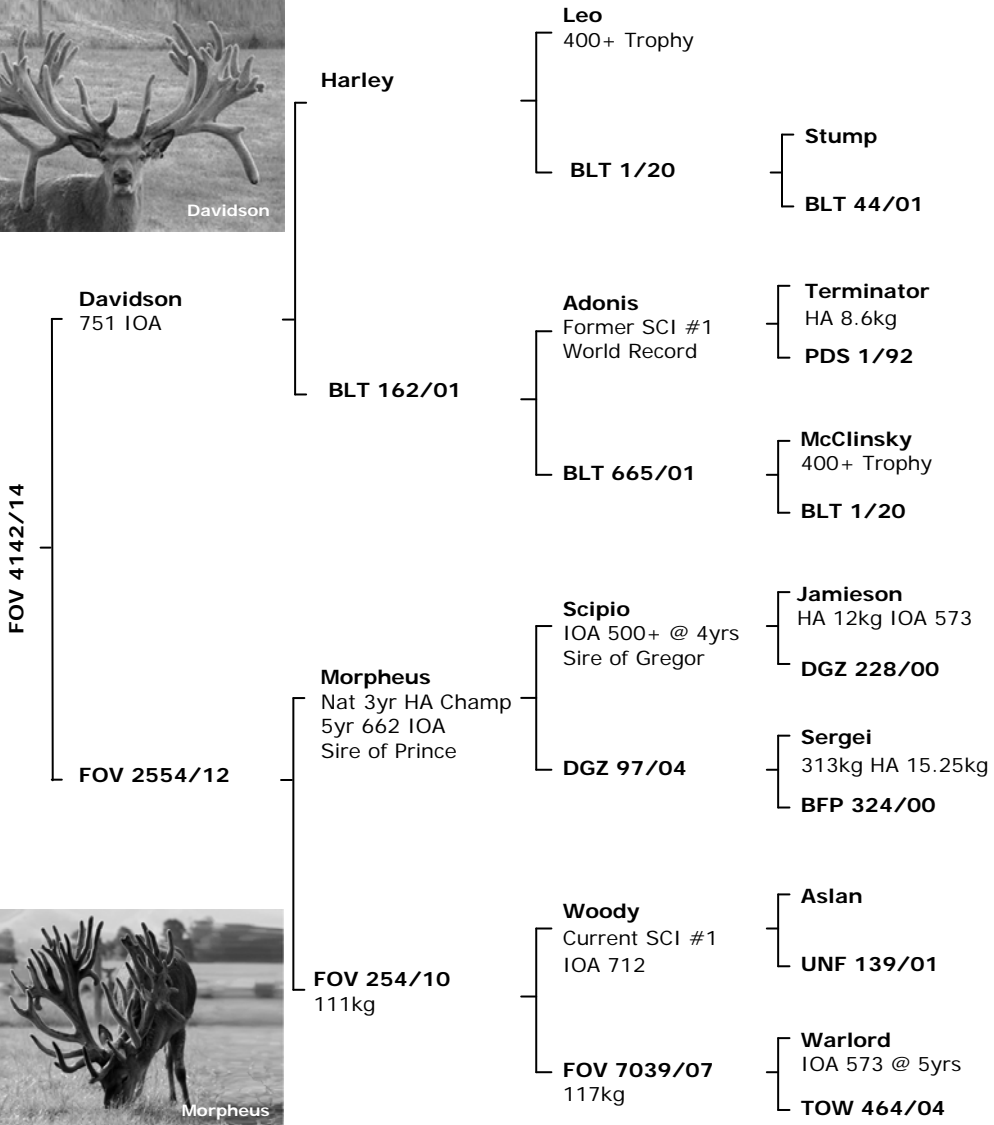 Davidson
FOV 4142/14
Davidson
751 IOA
Harley
Leo
400+ Trophy
BLT 1/20
Stump
BLT 44/01
BLT 162/01
Adonis
Former SCI #1
World Record
Terminator
HA 8.6kg
PDS 1/92
BLT 665/01
McClinsky
400+ Trophy
BLT 1/20
FOV 2554/12
Morpheus
Nat 3yr HA Champ
5yr 662 IOA
Sire of Prince
Scipio
IOA 500+ @ 4yrs
Sire of Gregor
Jamieson
HA 12kg IOA 573
DGZ 228/00
DGZ 97/04
Sergei
313kg HA 15.25kg
BFP 324/00
FOV 254/10
111kg
Woody
Current SCI #1
IOA 712
Aslan
UNF 139/01
FOV 7039/07
117kg
Warlord
IOA 573 @ 5yrs
TOW 464/04
Morpheus